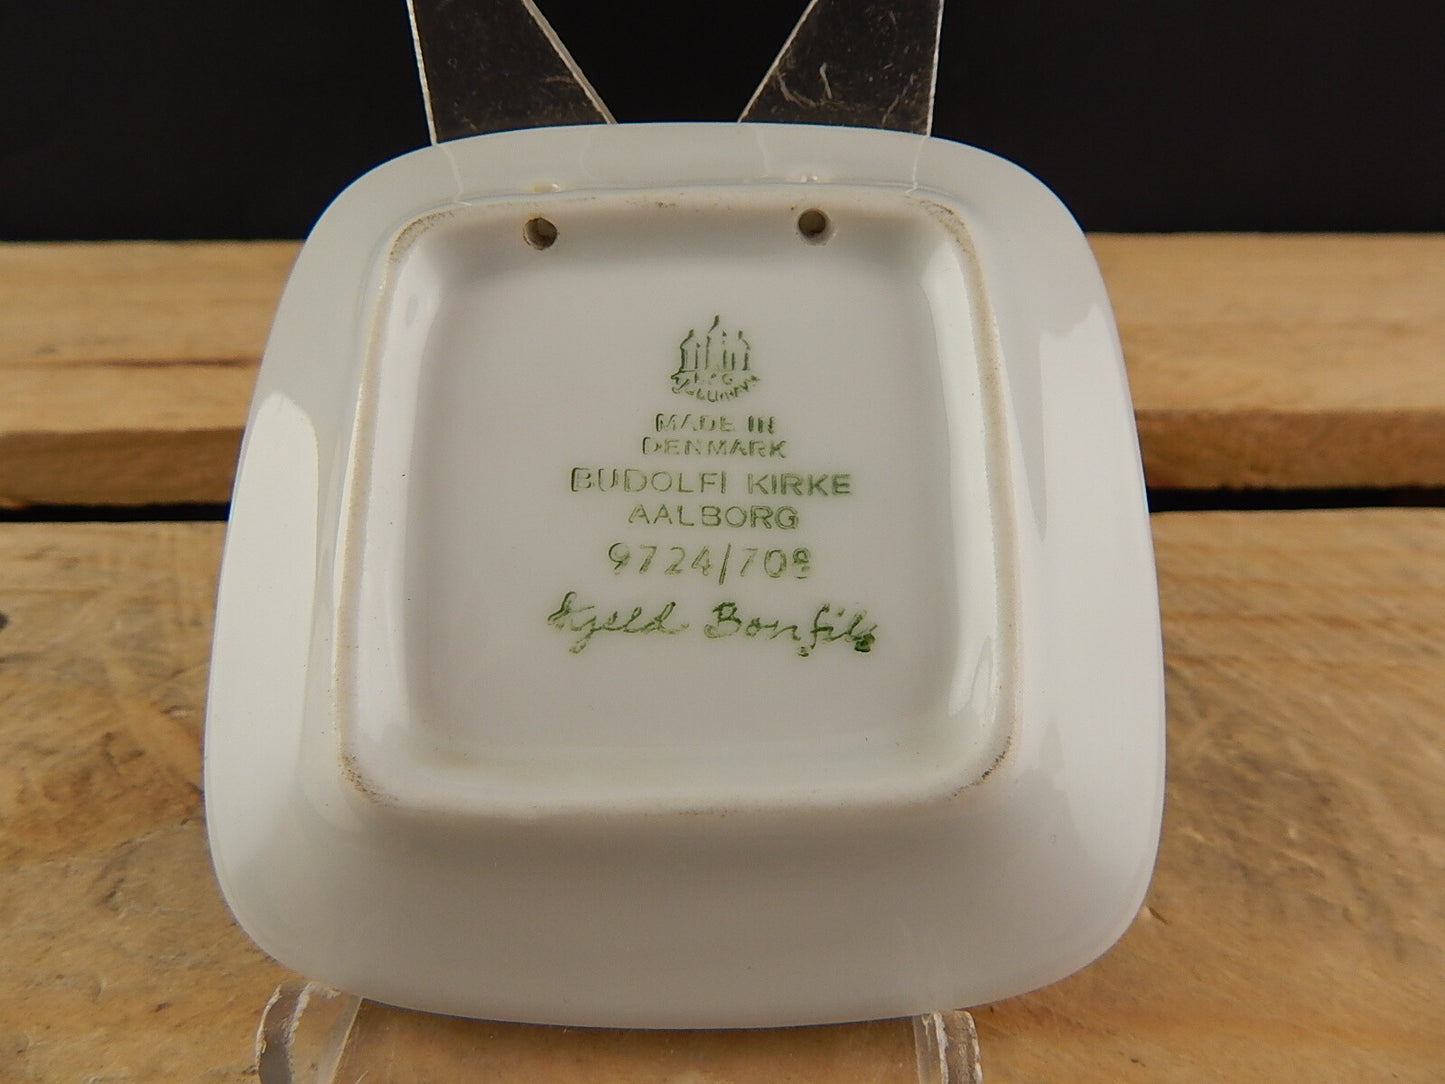 MADE IN
DENMARK
BUDOLFI KIRKE
AALBORG
9724/708
Kjeld Bonfils